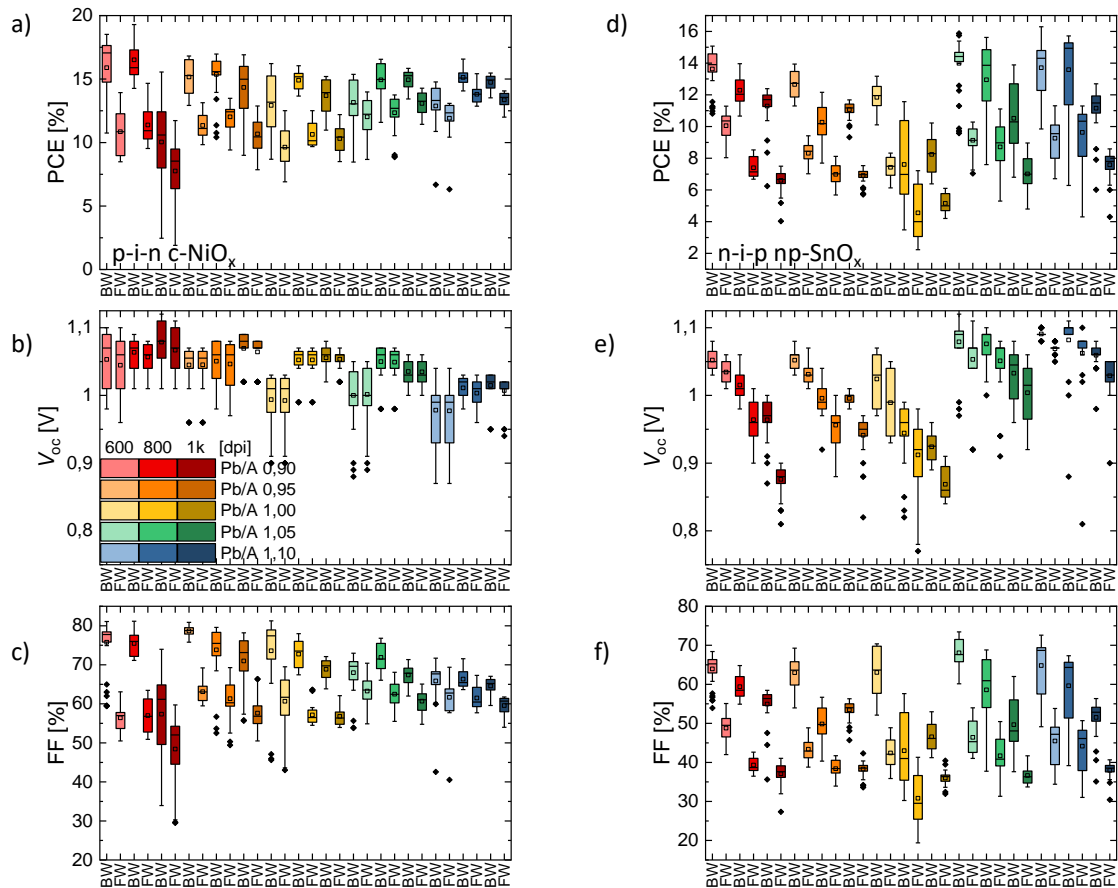 a)
PCE [%]
20
15
10
5
0
p-i-n c-NiOx
BW FW BW FW BW FW BW FW BW FW BW FW BW FW BW FW BW FW BW FW BW FW BW FW BW FW BW FW BW FW
b)
Voc [V]
1,1
1
0,9
0,8
600 800 1k [dpi]
Pb/A 0,90
Pb/A 0,95
Pb/A 1,00
Pb/A 1,05
Pb/A 1,10
BW FW BW FW BW FW BW FW BW FW BW FW BW FW BW FW BW FW BW FW BW FW BW FW BW FW BW FW BW FW
c)
FF [%]
80
70
60
50
40
30
20
BW FW BW FW BW FW BW FW BW FW BW FW BW FW BW FW BW FW BW FW BW FW BW FW BW FW BW FW BW FW
d)
PCE [%]
16
14
12
10
8
6
4
2
n-i-p np-SnOx
BW FW BW FW BW FW BW FW BW FW BW FW BW FW BW FW BW FW BW FW BW FW BW FW BW FW BW FW BW FW
e)
Voc [V]
1,1
1
0,9
0,8
BW FW BW FW BW FW BW FW BW FW BW FW BW FW BW FW BW FW BW FW BW FW BW FW BW FW BW FW BW FW
f)
FF [%]
80
70
60
50
40
30
20
15
BW FW BW FW BW FW BW FW BW FW BW FW BW FW BW FW BW FW BW FW BW FW BW FW BW FW BW FW BW FW